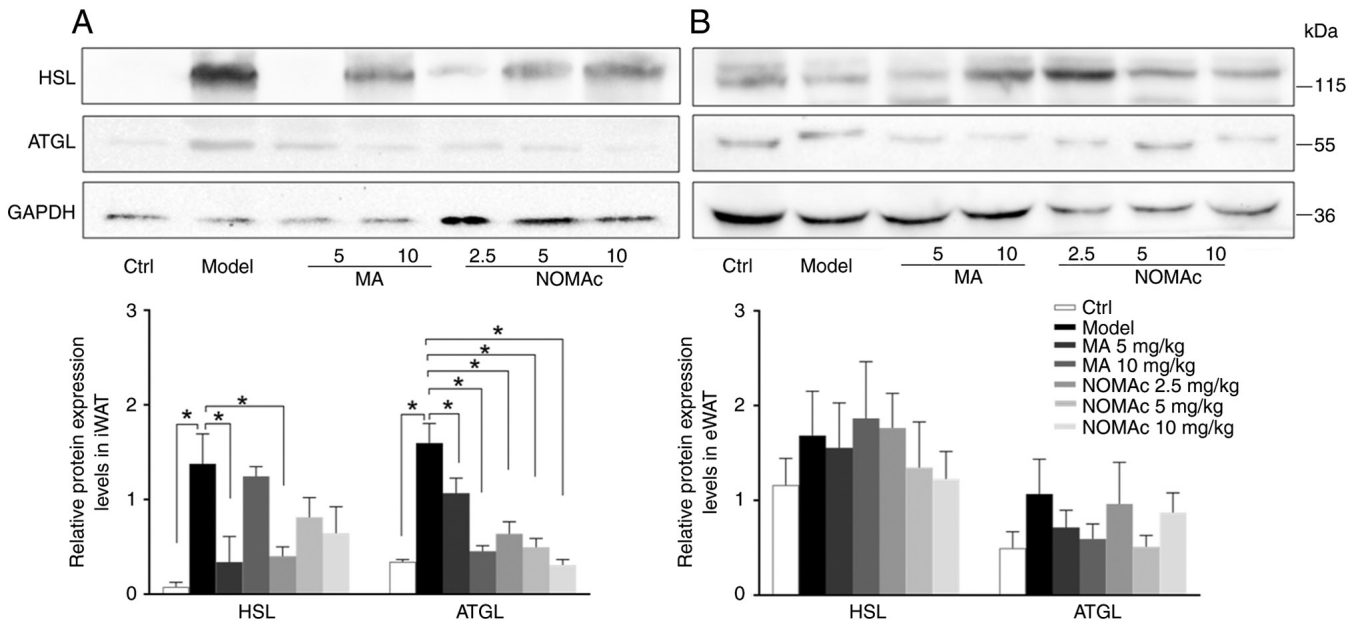 A
HSL
ATGL
GAPDH
Ctrl Model 5 10 2.5 5 10
MA NOMAc
B
kDa
115
55
36
Ctrl Model 5 10 2.5 5 10
MA NOMAc
Relative protein expression
levels in iWAT
3
2
1
0
* * * * * * * * *
HSL ATGL
Relative protein expression
levels in eWAT
3
2
1
0
HSL ATGL
Ctrl
Model
MA 5 mg/kg
MA 10 mg/kg
NOMAc 2.5 mg/kg
NOMAc 5 mg/kg
NOMAc 10 mg/kg